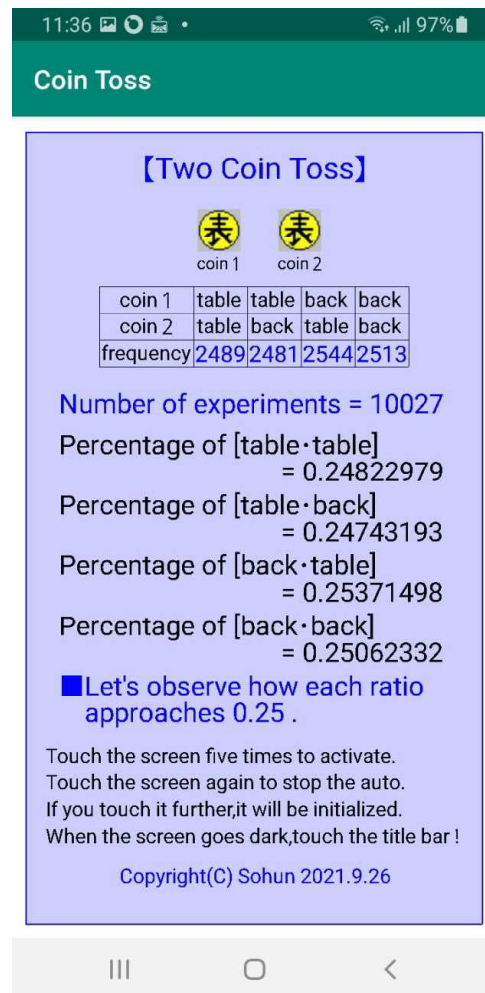 11:36 97%
Coin Toss
【Two Coin Toss】
表 表
coin 1 coin 2
coin 1 table table back back
coin 2 table back table back
frequency 2489 2481 2544 2513
Number of experiments = 10027
Percentage of [table·table]
= 0.24822979
Percentage of [table·back]
= 0.24743193
Percentage of [back·table]
= 0.25371498
Percentage of [back·back]
= 0.25062332
■Let's observe how each ratio
approaches 0.25 .
Touch the screen five times to activate.
Touch the screen again to stop the auto.
If you touch it further,it will be initialized.
When the screen goes dark,touch the title bar !
Copyright(C) Sohun 2021.9.26